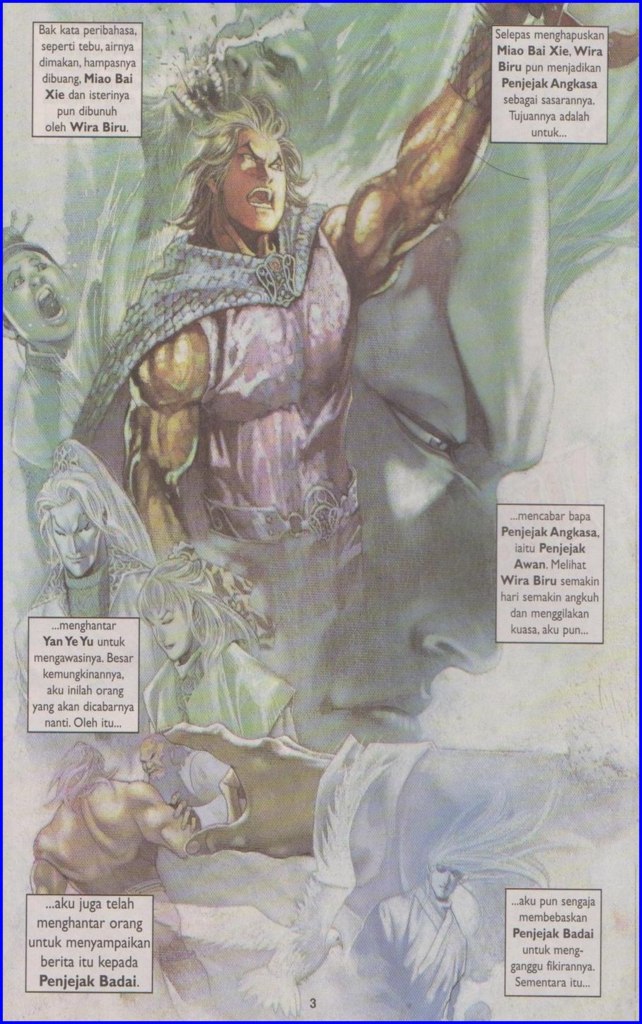 Bak kata peribahasa,
seperti tebu, airnya
dimakan, hampasnya
dibuang, Miao Bai
Xie dan isterinya
pun dibunuh
oleh Wira Biru.
Selepas menghapuskan
Miao Bai Xie, Wira
Biru pun menjadikan
Penjejak Angkasa
sebagai sasarannya.
Tujuannya adalah
untuk...
...mencabar bapa
Penjejak Angkasa,
iaitu Penjejak
Awan. Melihat
Wira Biru semakin
hari semakin angkuh
dan menggilakan
kuasa, aku pun...
...menghantar
Yan Ye Yu untuk
mengawasinya. Besar
kemungkinannya,
aku inilah orang
yang akan dicabarnya
nanti. Oleh itu...
...aku juga telah
menghantar orang
untuk menyampaikan
berita itu kepada
Penjejak Badai.
...aku pun sengaja
membebaskan
Penjejak Badai
untuk meng-
ganggu fikirannya.
Sementara itu...
3